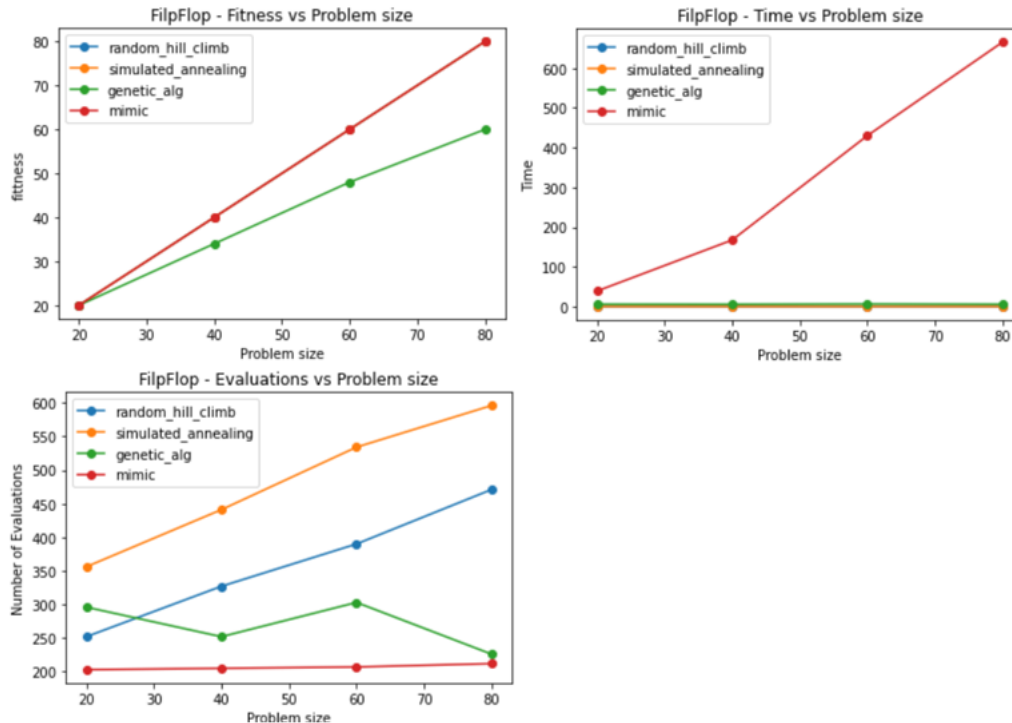 FilpFlop - Fitness vs Problem size
random_hill_climb
simulated_annealing
genetic_alg
mimic
80
70
60
50
40
30
20
fittness
20 30 40 50 60 70 80
Problem size
FilpFlop - Time vs Problem size
random_hill_climb
simulated_annealing
genetic_alg
mimic
600
500
400
300
200
100
0
Time
20 30 40 50 60 70 80
Problem size
FilpFlop - Evaluations vs Problem size
random_hill_climb
simulated_annealing
genetic_alg
mimic
600
550
500
450
400
350
300
250
200
Number of Evaluations
20 30 40 50 60 70 80
Problem size